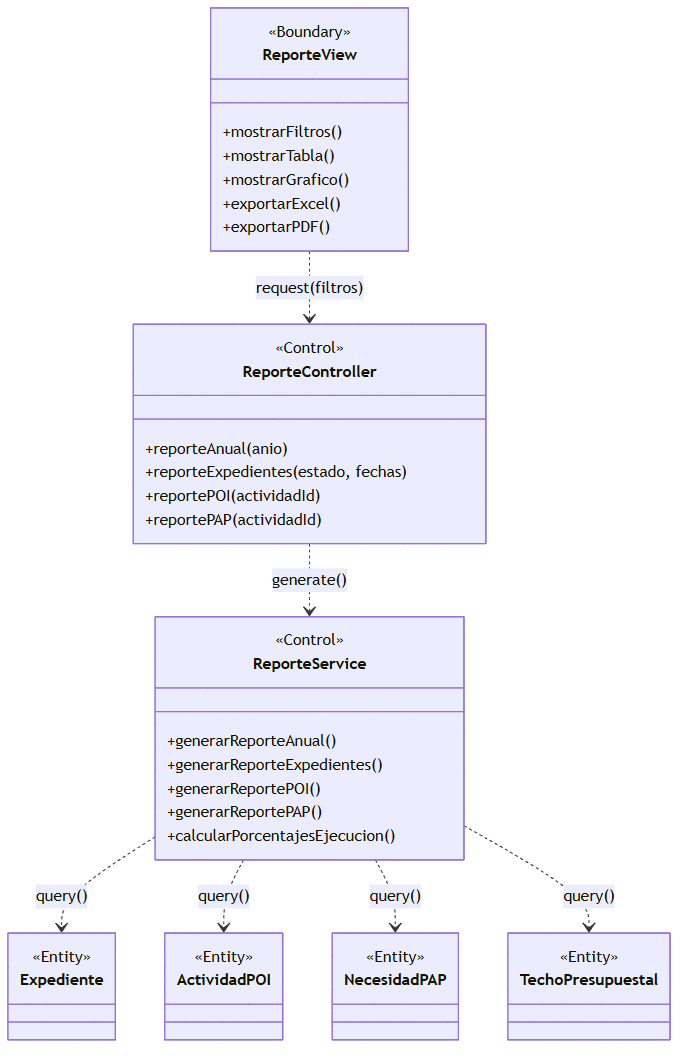 «Boundary»
ReporteView
+mostrarFiltros()
+mostrarTabla()
+mostrarGrafico()
+exportarExcel()
+exportarPDF()
request(filtros)
«Control»
ReporteController
+reporteAnual(anio)
+reporteExpedientes(estado, fechas)
+reportePOI(actividadId)
+reportePAP(actividadId)
generate()
«Control»
ReporteService
+generarReporteAnual()
+generarReporteExpedientes()
+generarReportePOI()
+generarReportePAP()
+calcularPorcentajesEjecucion()
query()
query()
query()
query()
«Entity»
Expediente
«Entity»
ActividadPOI
«Entity»
NecesidadPAP
«Entity»
TechoPresupuestal